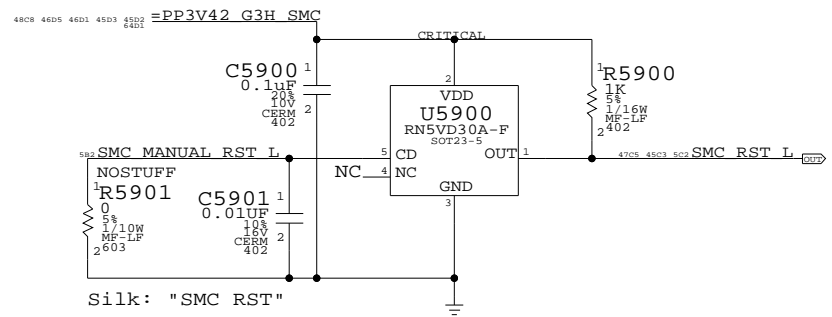 48C8 46D5 46D1 45D3 45D2 =PP3V42_G3H_SMC
64D1
CRITICAL
C5900 1
0.1uF
20%
10V 2
CERM
402
2
VDD
U5900
RN5VD30A-F
SOT23-5
1 R5900
1K
5%
1/16W
MF-LF
2 402
5B2 SMC_MANUAL_RST_L
5 CD
OUT 1
47C5 45C3 5C2 SMC_RST_L OUT
NC 4 NC
GND
3
NOSTUFF
1 R5901
0
5%
1/10W
MF-LF
2 603
C5901 1
0.01UF
10%
16V 2
CERM
402
Silk: "SMC RST"